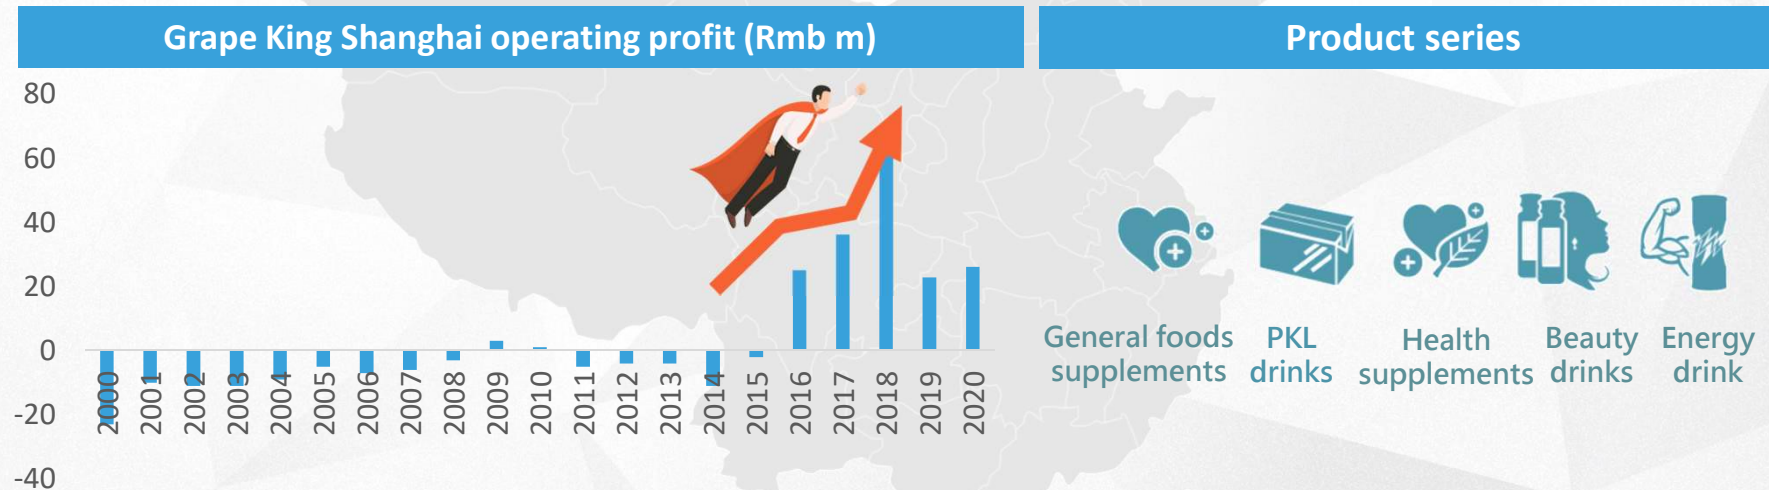 Grape King Shanghai operating profit (Rmb m)
80
60
40
20
0
-20
-40
2000
2001
2002
2003
2004
2005
2006
2007
2008
2009
2010
2011
2012
2013
2014
2015
2016
2017
2018
2019
2020
Product series
General foods
supplements
PKL
drinks
Health
supplements
Beauty
drinks
Energy
drink